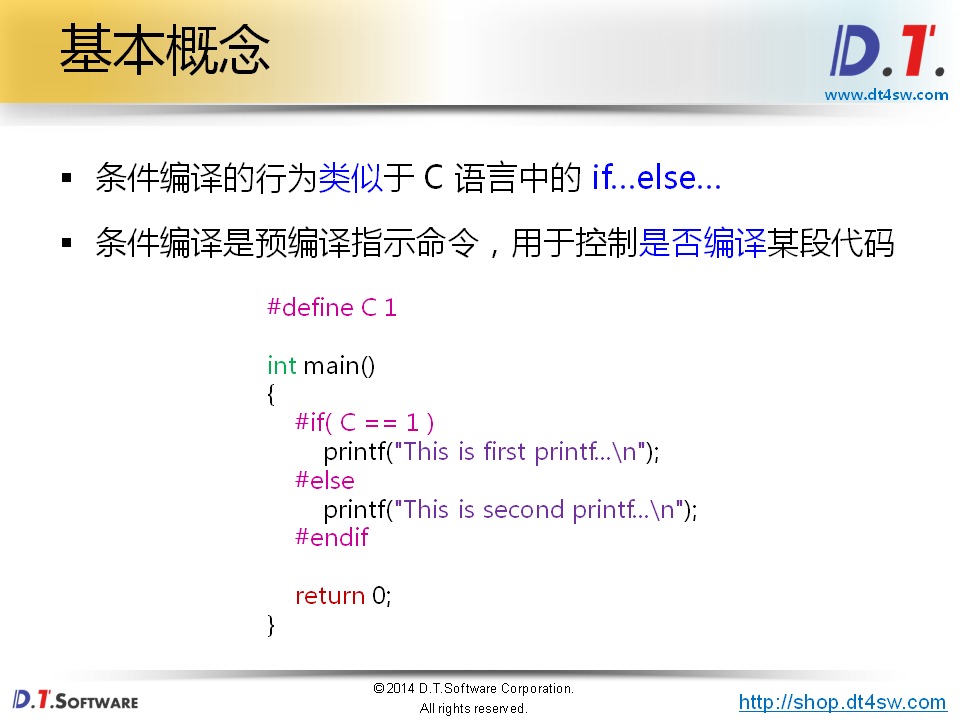 基本概念
D.T.
www.dt4sw.com
▪ 条件编译的行为类似于 C 语言中的 if…else…
▪ 条件编译是预编译指示命令，用于控制是否编译某段代码
#define C 1
int main()
{
#if( C == 1 )
printf("This is first printf…\n");
#else
printf("This is second printf…\n");
#endif
return 0;
}
D.T.SOFTWARE
©2014 D.T.Software Corporation.
All rights reserved.
http://shop.dt4sw.com